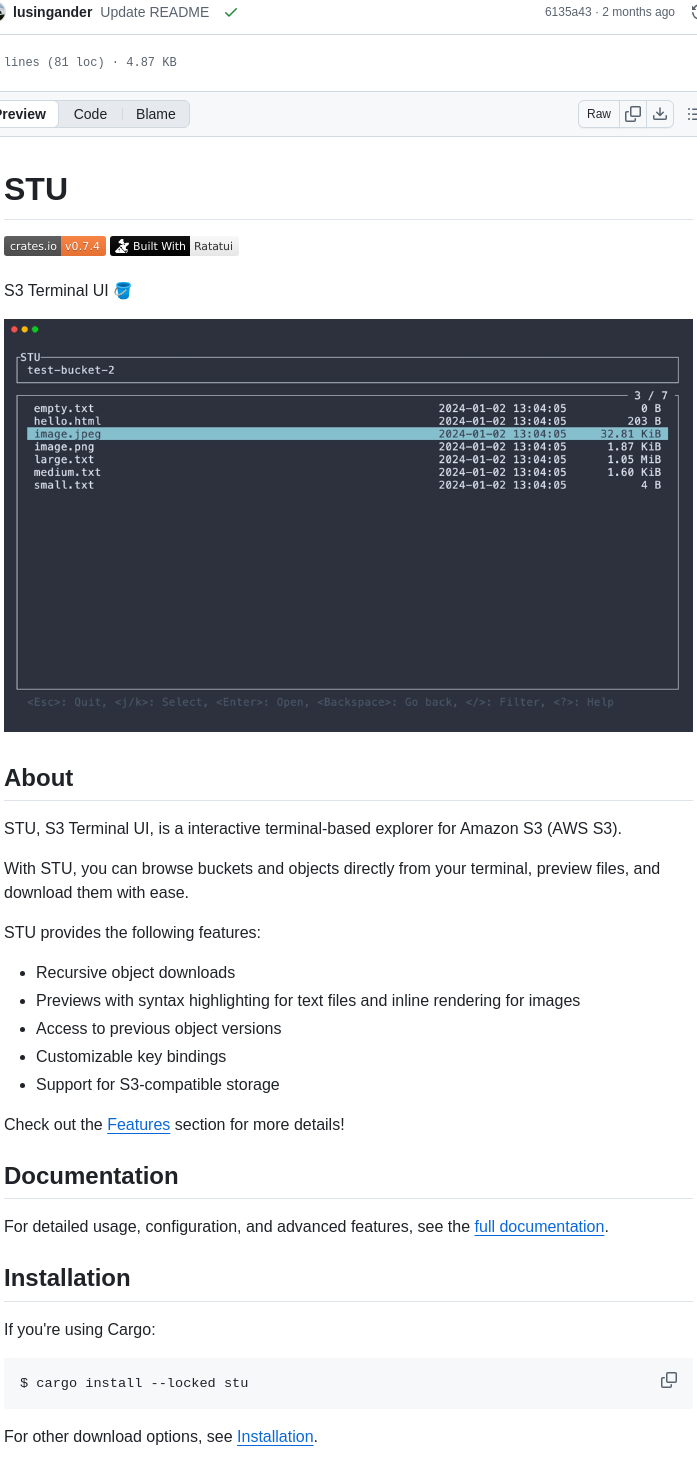 lusingander Update README 6135a43 · 2 months ago
lines (81 loc) · 4.87 KB
Preview Code Blame Raw
STU
crates.io v0.7.4 Built With Ratatui
S3 Terminal UI 🪣
STU
test-bucket-2
3 / 7
empty.txt 2024-01-02 13:04:05 0 B
hello.html 2024-01-02 13:04:05 203 B
image.jpeg 2024-01-02 13:04:05 32.81 KiB
image.png 2024-01-02 13:04:05 1.87 KiB
large.txt 2024-01-02 13:04:05 1.05 MiB
medium.txt 2024-01-02 13:04:05 1.60 KiB
small.txt 2024-01-02 13:04:05 4 B
<Esc>: Quit, <j/k>: Select, <Enter>: Open, <Backspace>: Go back, </>: Filter, <?>: Help
About
STU, S3 Terminal UI, is a interactive terminal-based explorer for Amazon S3 (AWS S3).
With STU, you can browse buckets and objects directly from your terminal, preview files, and
download them with ease.
STU provides the following features:
• Recursive object downloads
• Previews with syntax highlighting for text files and inline rendering for images
• Access to previous object versions
• Customizable key bindings
• Support for S3-compatible storage
Check out the Features section for more details!
Documentation
For detailed usage, configuration, and advanced features, see the full documentation.
Installation
If you're using Cargo:
$ cargo install --locked stu
For other download options, see Installation.